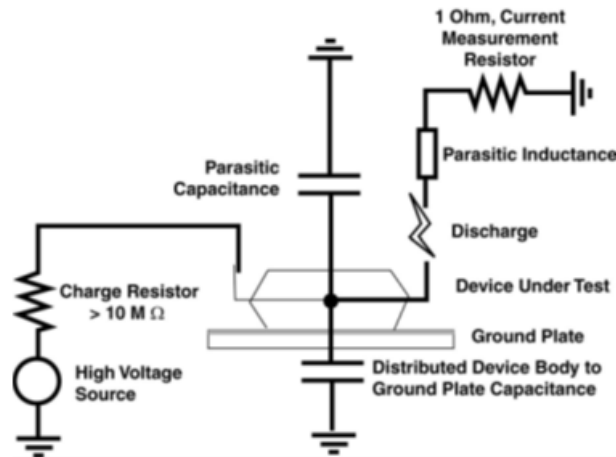 1 Ohm, Current
Measurement
Resistor
Parasitic Inductance
Parasitic
Capacitance
Discharge
Charge Resistor
> 10 M Ω
Device Under Test
Ground Plate
High Voltage
Source
Distributed Device Body to
Ground Plate Capacitance